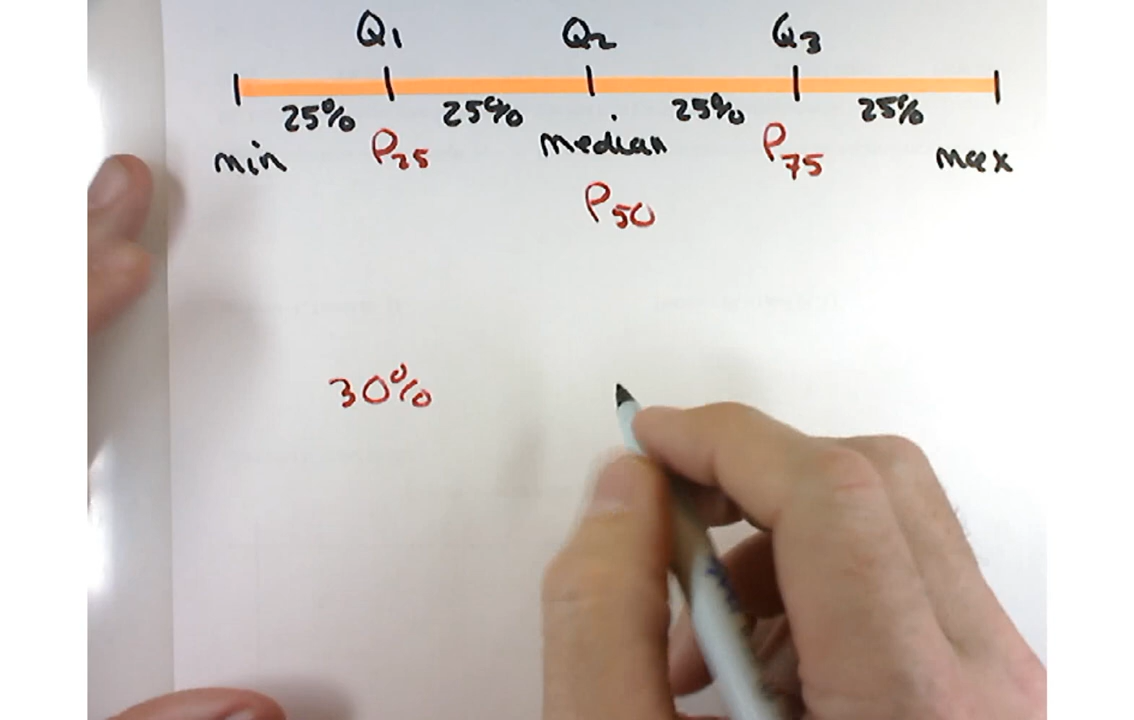 Q1 Q2 Q3
25% 25% 25% 25%
min P25 median P75 max
P50
30%